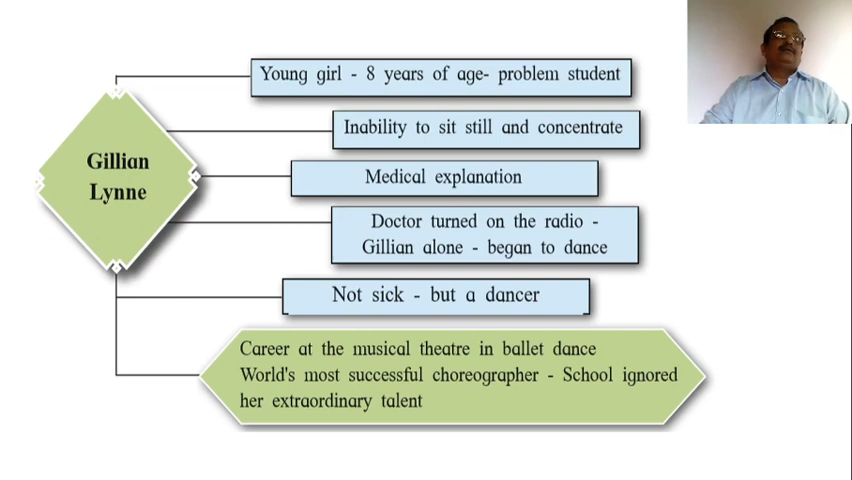 Young girl - 8 years of age- problem student
Inability to sit still and concentrate
Gillian
Lynne
Medical explanation
Doctor turned on the radio -
Gillian alone - began to dance
Not sick - but a dancer
Career at the musical theatre in ballet dance
World's most successful choreographer - School ignored
her extraordinary talent